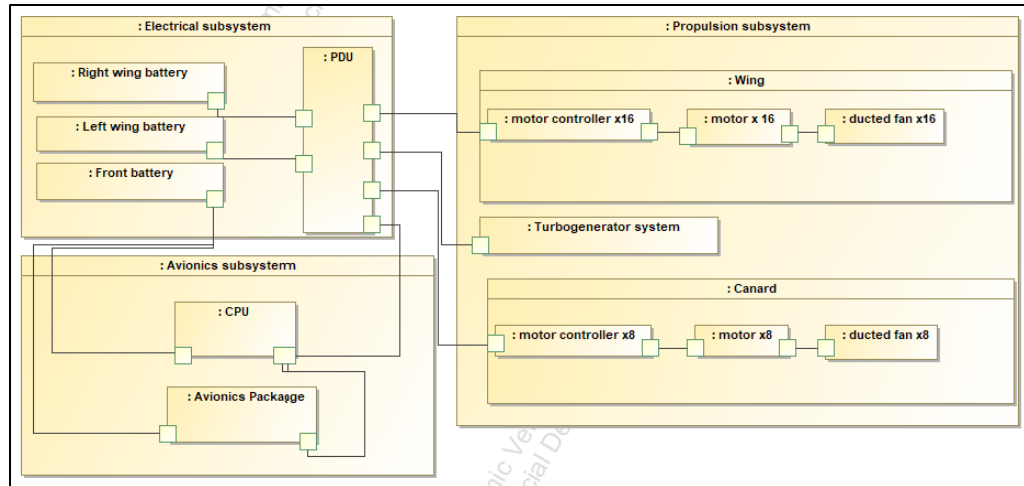 : Electrical subsystem
: PDU
: Right wing battery
: Left wing battery
: Front battery
: Propulsion subsystem
: Wing
: motor controller x16
: motor x 16
: ducted fan x16
: Turbogenerator system
: Canard
: motor controller x8
: motor x8
: ducted fan x8
: Avionics subsystem
: CPU
: Avionics Package